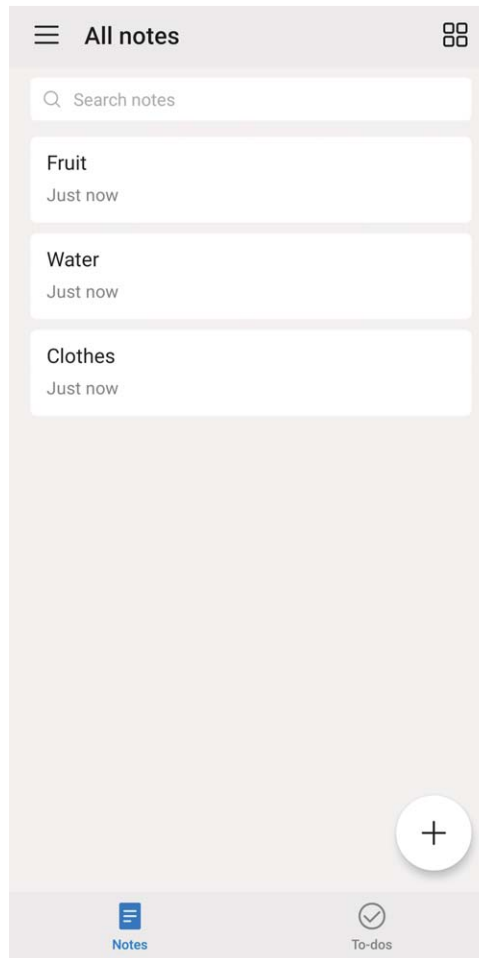 All notes
Search notes
Fruit
Just now
Water
Just now
Clothes
Just now
Notes
To-dos